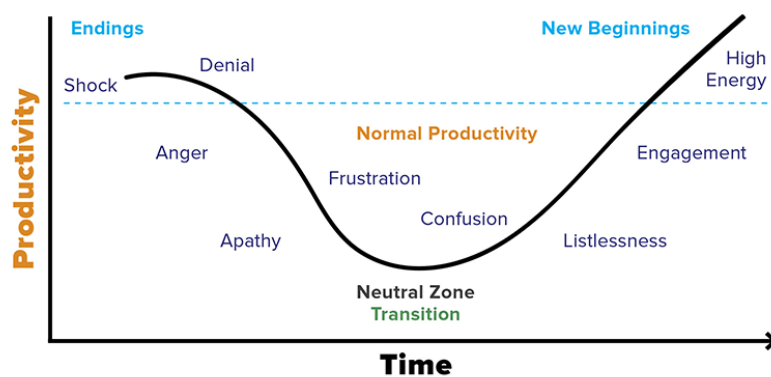 Endings
New Beginnings
Denial
High
Energy
Shock
Normal Productivity
Anger
Engagement
Frustration
Confusion
Apathy
Listlessness
Neutral Zone
Transition
Productivity
Time